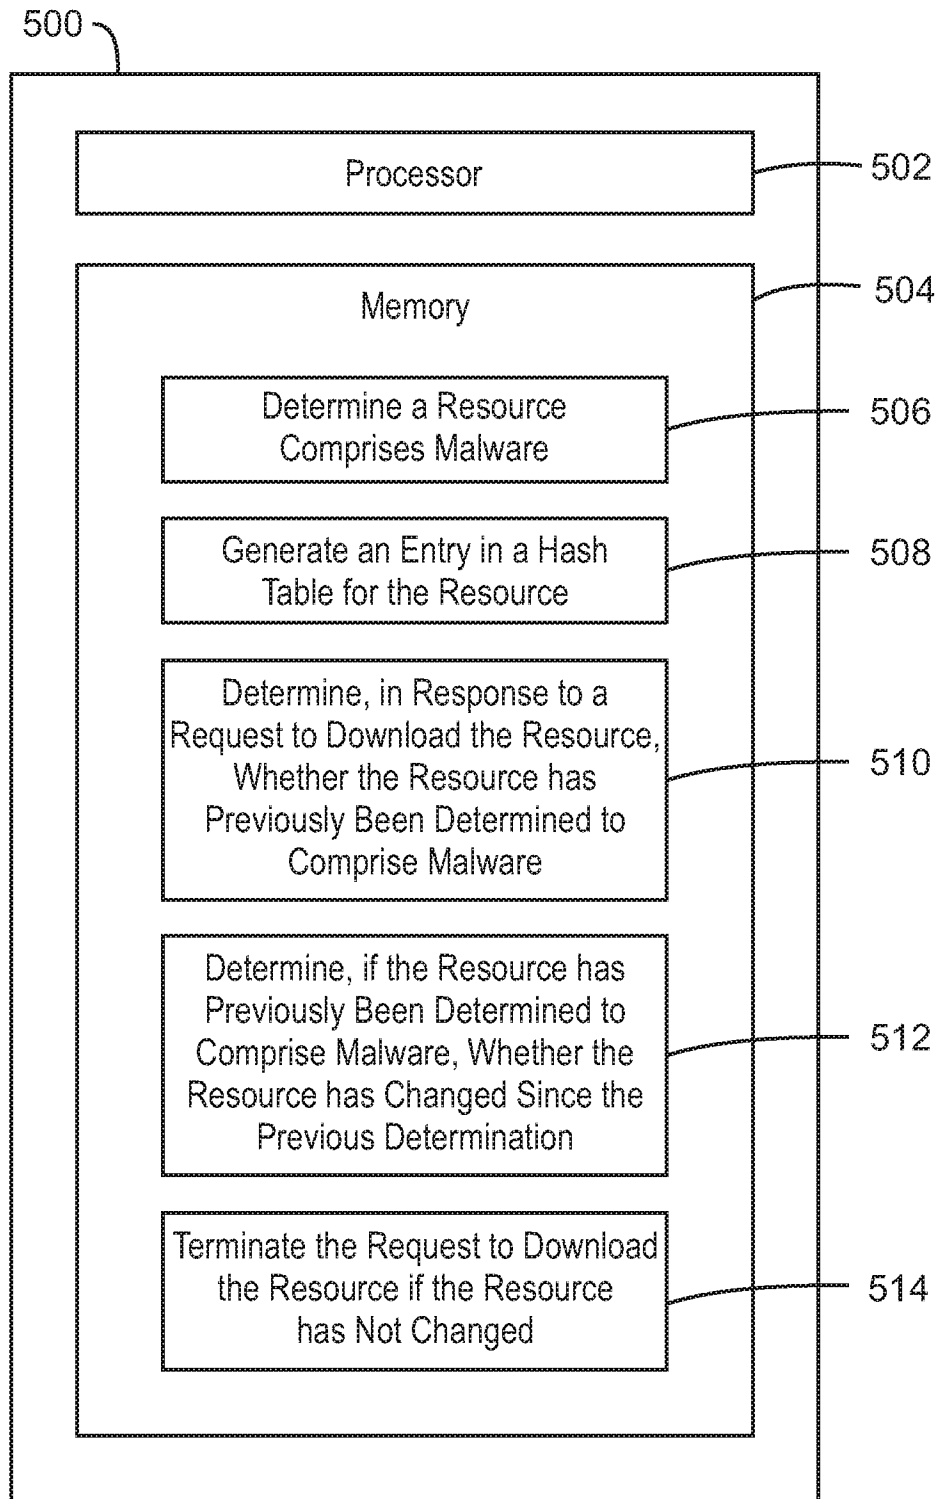 500
Processor
502
Memory
504
Determine a Resource
Comprises Malware
506
Generate an Entry in a Hash
Table for the Resource
508
Determine, in Response to a
Request to Download the Resource,
Whether the Resource has
Previously Been Determined to
Comprise Malware
510
Determine, if the Resource has
Previously Been Determined to
Comprise Malware, Whether the
Resource has Changed Since the
Previous Determination
512
Terminate the Request to Download
the Resource if the Resource
has Not Changed
514